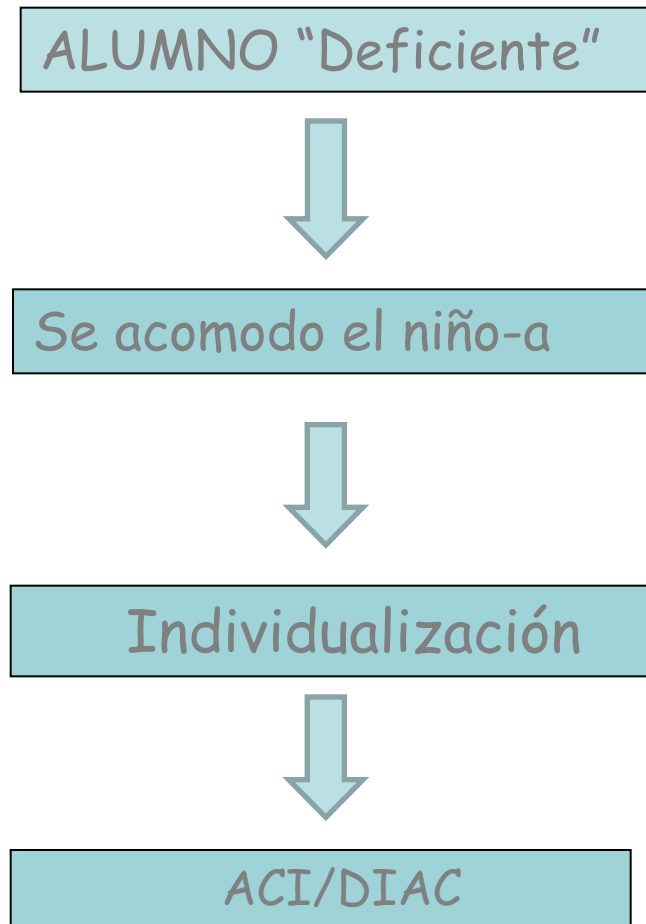 ALUMNO “Deficiente”
Se acomodo el niño-a
Individualización
ACI/DIAC